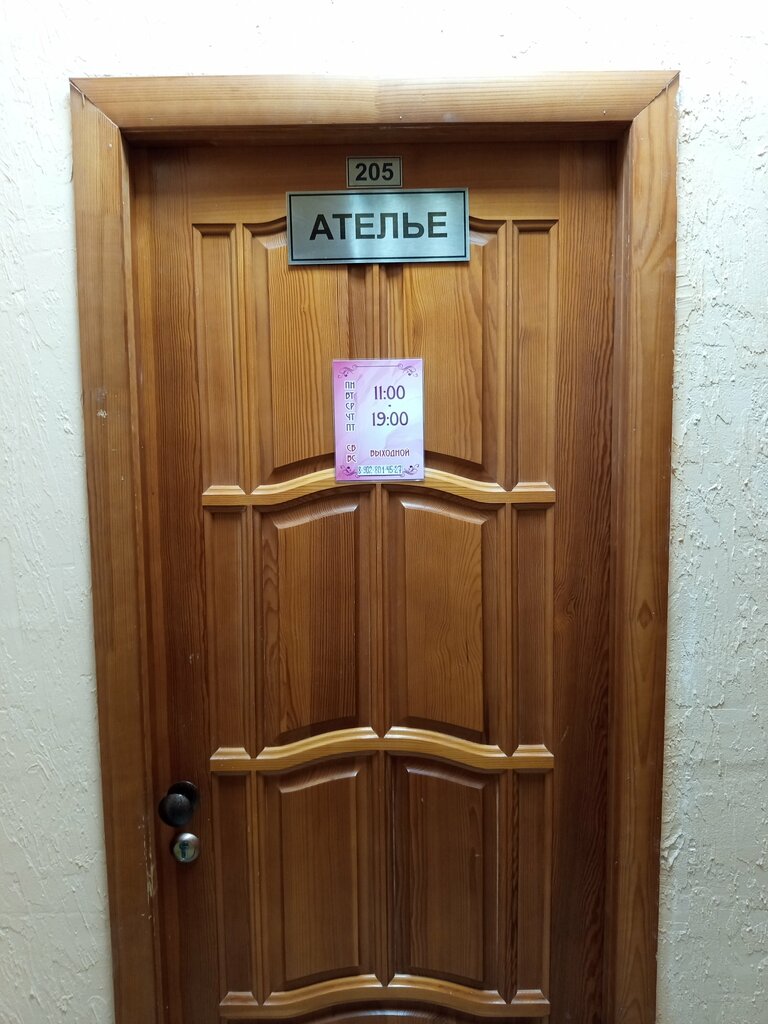 205
АТЕЛЬЕ
ПН
ВТ
СР
ЧТ
ПТ
11:00
-
19:00
СБ
ВС
ВЫХОДНОЙ